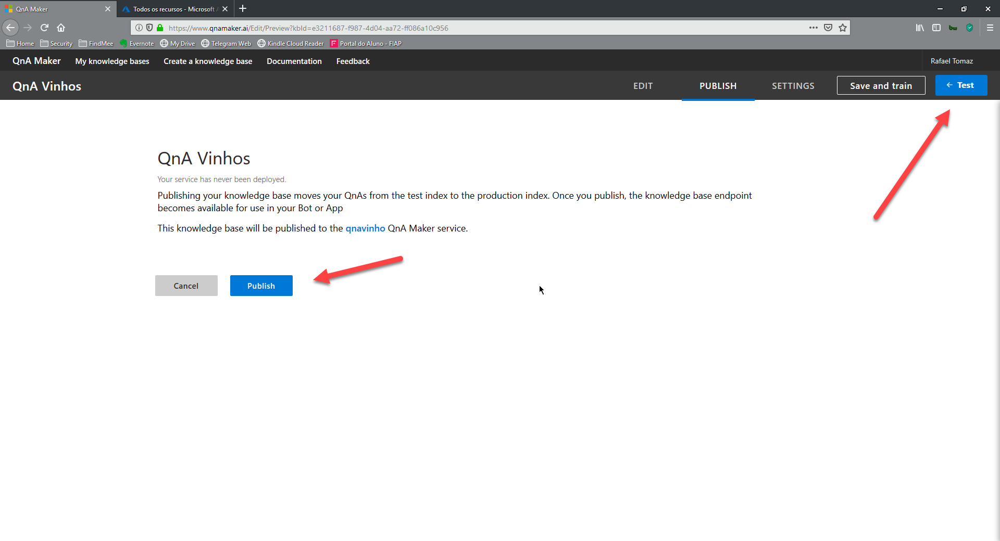 QnA Maker
Todos os recursos - Microsoft
https://www.qnamaker.ai/Edit/Preview?kbId=e3211687-f987-4d04-aa72-ff086a10c956
bw
Home Security FindMee Evernote My Drive Telegram Web Kindle Cloud Reader F Portal do Aluno - FIAP
QnA Maker My knowledge bases Create a knowledge base Documentation Feedback Rafael Tomaz
QnA Vinhos EDIT PUBLISH SETTINGS Save and train ← Test
QnA Vinhos
Your service has never been deployed.
Publishing your knowledge base moves your QnAs from the test index to the production index. Once you publish, the knowledge base endpoint
becomes available for use in your Bot or App
This knowledge base will be published to the qnavinho QnA Maker service.
Cancel Publish